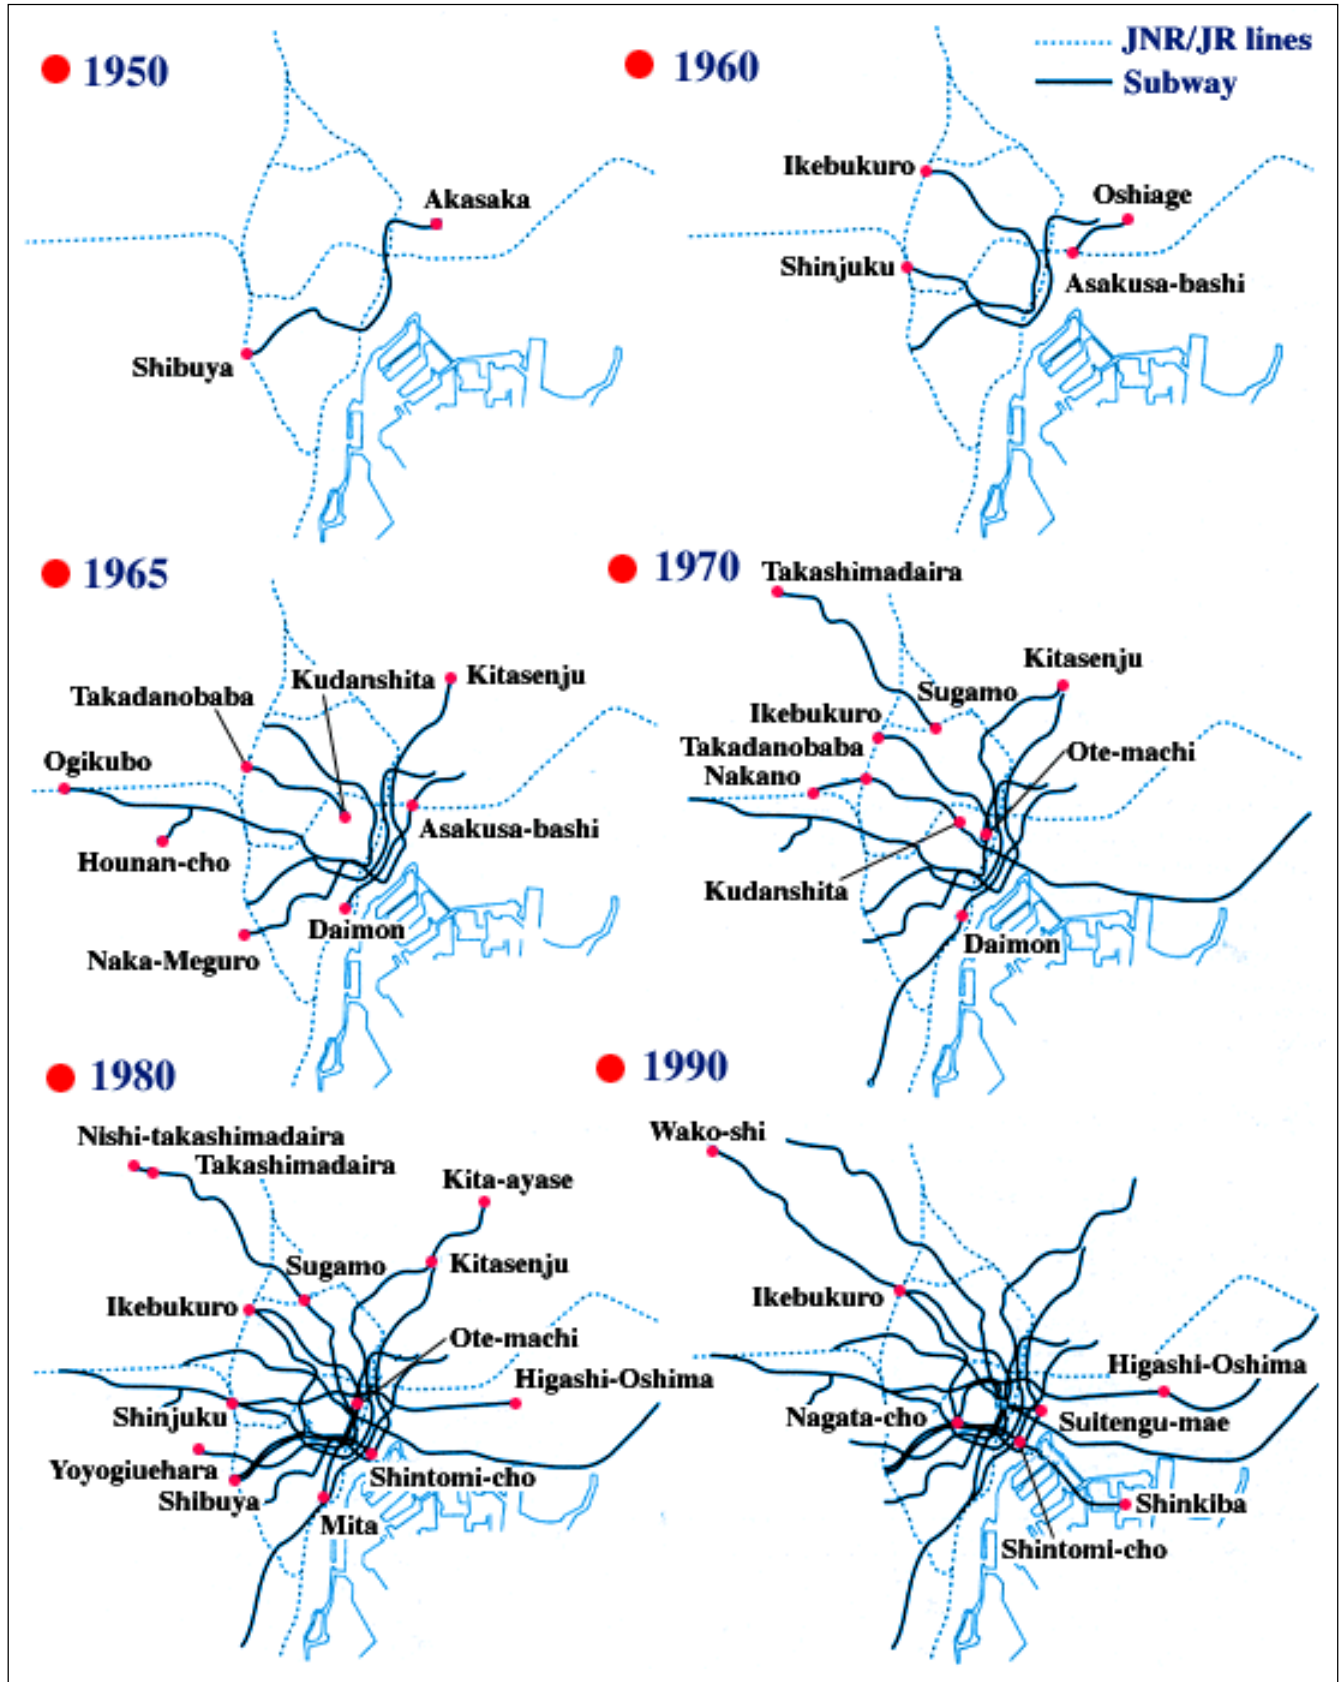 1950
Akasaka
Shibuya
1960
JNR/JR lines
Subway
Ikebukuro
Oshiage
Shinjuku
Asakusa-bashi
1965
Kudanshita
Kitasenju
Takadanobaba
Ogikubo
Asakusa-bashi
Hounan-cho
Daimon
Naka-Meguro
1970
Takashimadaira
Kitasenju
Sugamo
Ikebukuro
Takadanobaba
Ote-machi
Nakano
Kudanshita
Daimon
1980
Nishi-takashimadaira
Takashimadaira
Kita-ayase
Sugamo
Kitasenju
Ikebukuro
Ote-machi
Higashi-Oshima
Shinjuku
Yoyogiuehara
Shintomi-cho
Shibuya
Mita
1990
Wako-shi
Ikebukuro
Higashi-Oshima
Nagata-cho
Suitengu-mae
Shinkiba
Shintomi-cho